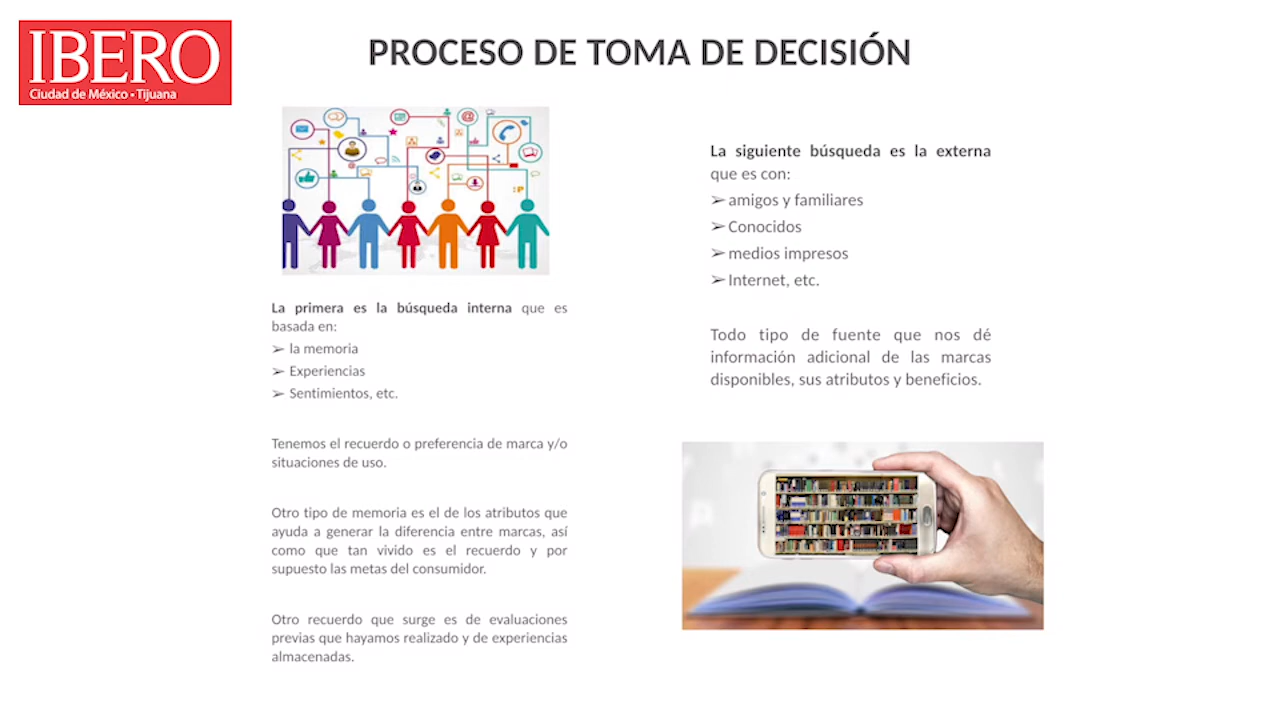 IBERO
Ciudad de México • Tijuana
PROCESO DE TOMA DE DECISIÓN
La primera es la búsqueda interna que es
basada en:
➢ la memoria
➢ Experiencias
➢ Sentimientos, etc.
Tenemos el recuerdo o preferencia de marca y/o
situaciones de uso.
Otro tipo de memoria es el de los atributos que
ayuda a generar la diferencia entre marcas, así
como que tan vivido es el recuerdo y por
supuesto las metas del consumidor.
Otro recuerdo que surge es de evaluaciones
previas que hayamos realizado y de experiencias
almacenadas.
La siguiente búsqueda es la externa
que es con:
➢ amigos y familiares
➢ Conocidos
➢ medios impresos
➢ Internet, etc.
Todo tipo de fuente que nos dé
información adicional de las marcas
disponibles, sus atributos y beneficios.